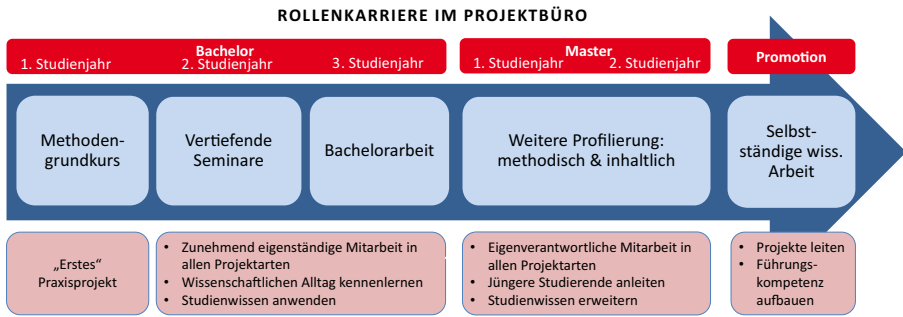 ROLLENKARRIERE IM PROJEKTBÜRO
Bachelor
1. Studienjahr 2. Studienjahr 3. Studienjahr
Master
1. Studienjahr 2. Studienjahr
Promotion
Methoden-
grundkurs
Vertiefende
Seminare
Bachelorarbeit
Weitere Profilierung:
methodisch & inhaltlich
Selbst-
ständige wiss.
Arbeit
„Erstes"
Praxisprojekt
• Zunehmend eigenständige Mitarbeit in
allen Projektarten
• Wissenschaftlichen Alltag kennenlernen
• Studienwissen anwenden
• Eigenverantwortliche Mitarbeit in
allen Projektarten
• Jüngere Studierende anleiten
• Studienwissen erweitern
• Projekte leiten
• Führungs-
kompetenz
aufbauen